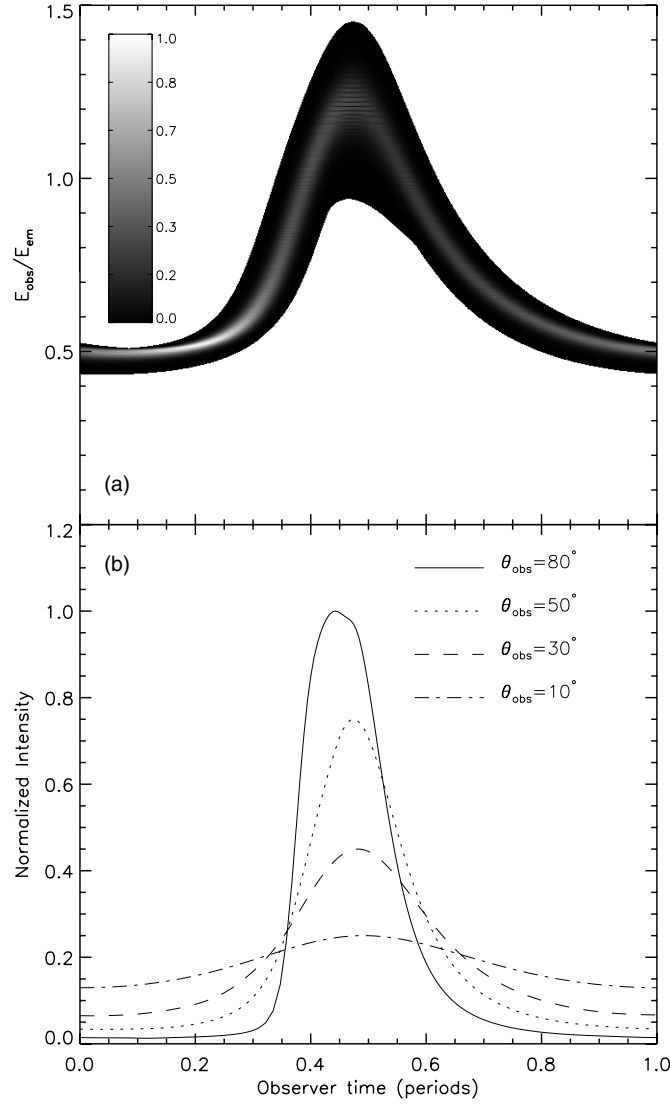 1.5
1.0
0.8
0.7
0.5
0.3
0.2
0.0
1.0
0.5
E_obs/E_em
(a)
1.2
1.0
0.8
0.6
0.4
0.2
0.0
Normalized Intensity
(b)
θ_obs=80°
θ_obs=50°
θ_obs=30°
θ_obs=10°
0.0 0.2 0.4 0.6 0.8 1.0
Observer time (periods)